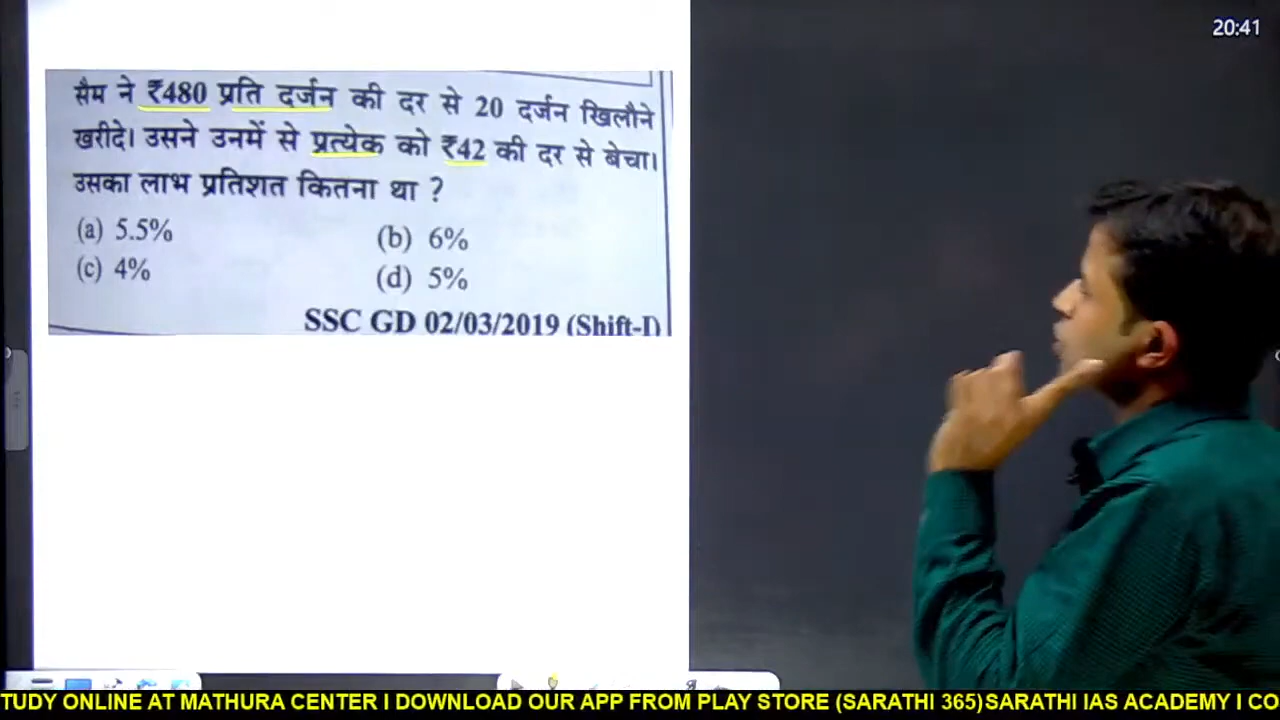 20:41
सैम ने ₹480 प्रति दर्जन की दर से 20 दर्जन खिलौने
खरीदे। उसने उनमें से प्रत्येक को ₹42 की दर से बेचा।
उसका लाभ प्रतिशत कितना था ?
(a) 5.5% (b) 6%
(c) 4% (d) 5%
SSC GD 02/03/2019 (Shift-I)
TUDY ONLINE AT MATHURA CENTER I DOWNLOAD OUR APP FROM PLAY STORE (SARATHI 365)SARATHI IAS ACADEMY I CO